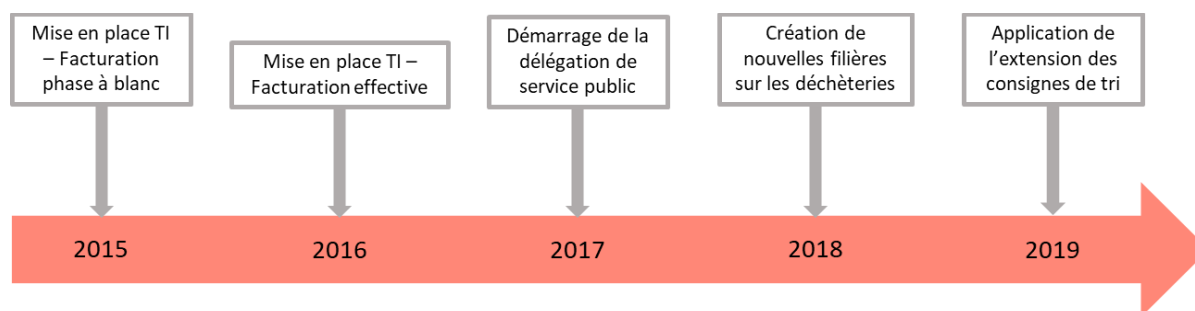 Mise en place TI
– Facturation
phase à blanc
Mise en place TI –
Facturation effective
Démarrage de la
délégation de
service public
Création de
nouvelles filières
sur les déchèteries
Application de
l'extension des
consignes de tri
2015
2016
2017
2018
2019